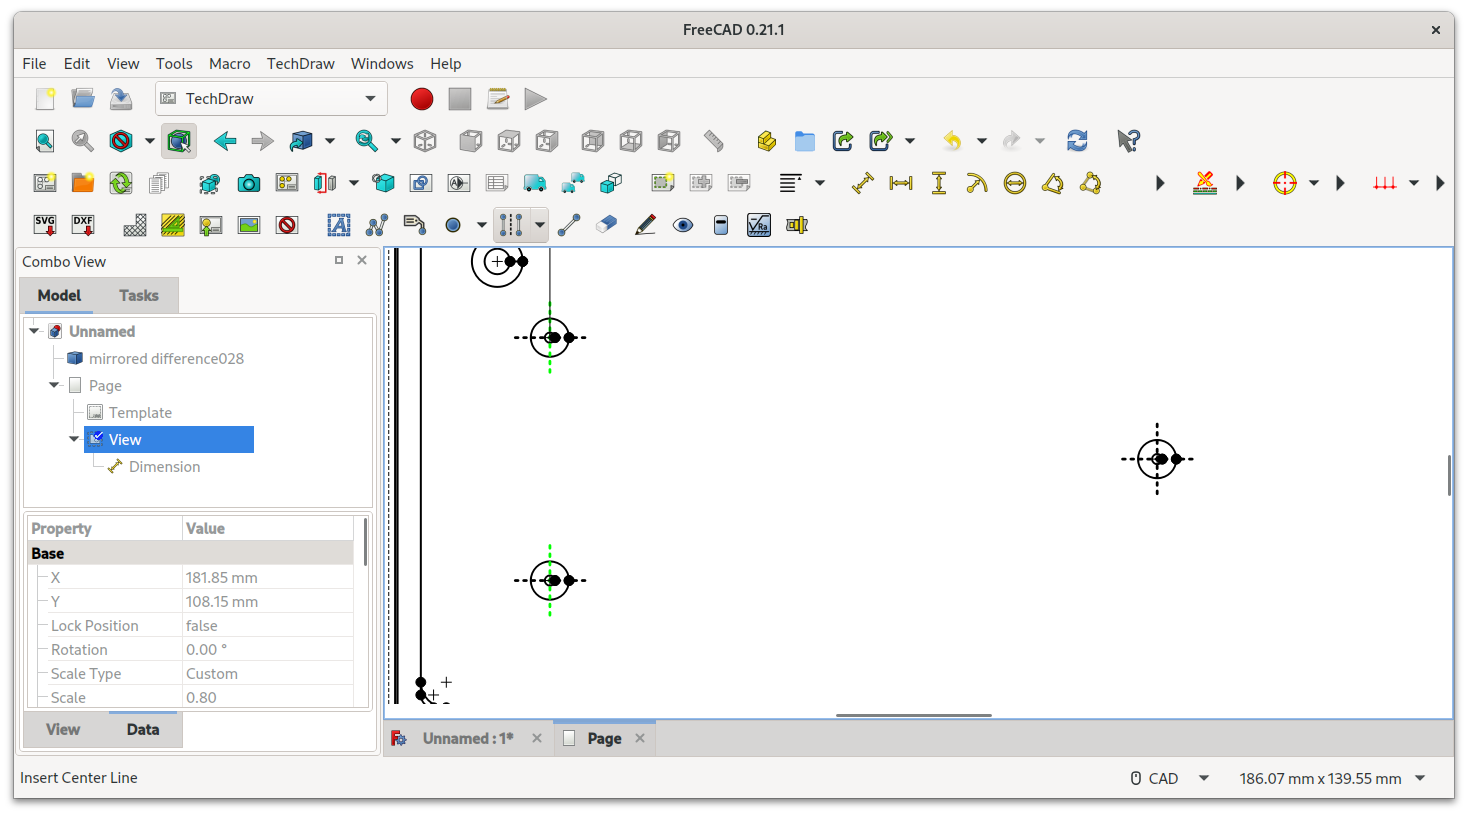 FreeCAD 0.21.1
File Edit View Tools Macro TechDraw Windows Help
TechDraw
SVG DXF A Ra
Combo View
Model Tasks
Unnamed
mirrored difference028
Page
Template
View
Dimension
Property Value
Base
X 181.85 mm
Y 108.15 mm
Lock Position false
Rotation 0.00 °
Scale Type Custom
Scale 0.80
View Data
Unnamed : 1* Page
Insert Center Line CAD 186.07 mm x 139.55 mm